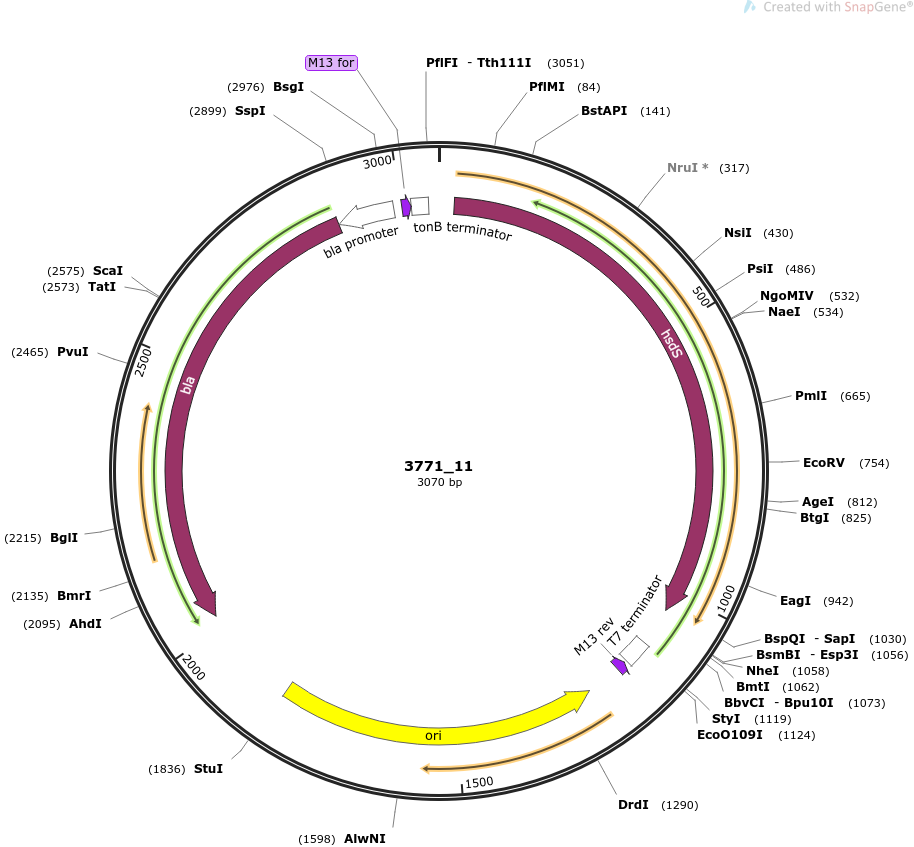 Created with SnapGene®
M13 for
PflFI - Tth111I (3051)
(2976) BsgI
PflMI (84)
(2899) SspI
BstAPI (141)
3000
NruI * (317)
bla promoter
tonB terminator
NsiI (430)
(2575) ScaI
PsiI (486)
(2573) TatI
500
NgoMIV (532)
NaeI (534)
hsdS
(2465) PvuI
2500
bla
PmlI (665)
3771_11
3070 bp
EcoRV (754)
AgeI (812)
BtgI (825)
(2215) BglI
(2135) BmrI
1000
EagI (942)
(2095) AhdI
M13 rev
T7 terminator
BspQI - SapI (1030)
BsmBI - Esp3I (1056)
2000
NheI (1058)
BmtI (1062)
BbvCI - Bpu10I (1073)
StyI (1119)
ori
EcoO109I (1124)
(1836) StuI
1500
DrdI (1290)
(1598) AlwNI